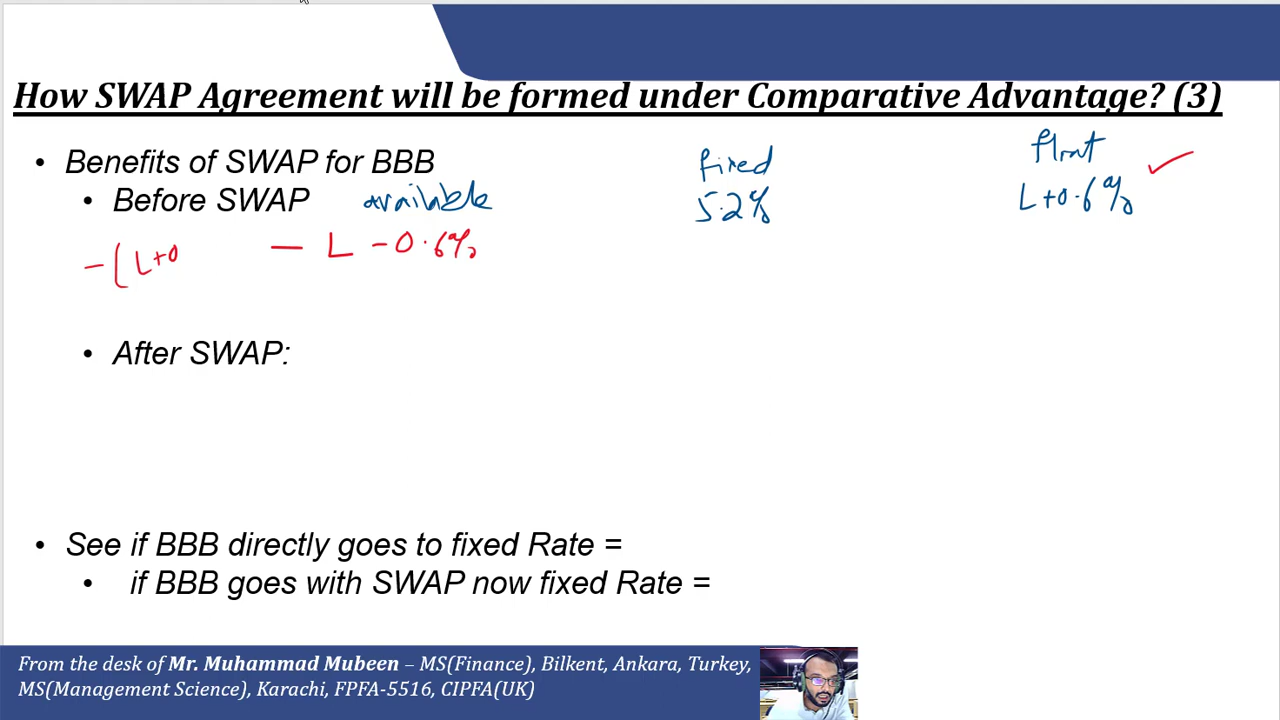 How SWAP Agreement will be formed under Comparative Advantage? (3)
• Benefits of SWAP for BBB fixed float
• Before SWAP available 5.2% L+0.6%
-(L+0 - L -0.6%
• After SWAP:
• See if BBB directly goes to fixed Rate =
• if BBB goes with SWAP now fixed Rate =
From the desk of Mr. Muhammad Mubeen – MS(Finance), Bilkent, Ankara, Turkey,
MS(Management Science), Karachi, FPFA-5516, CIPFA(UK)